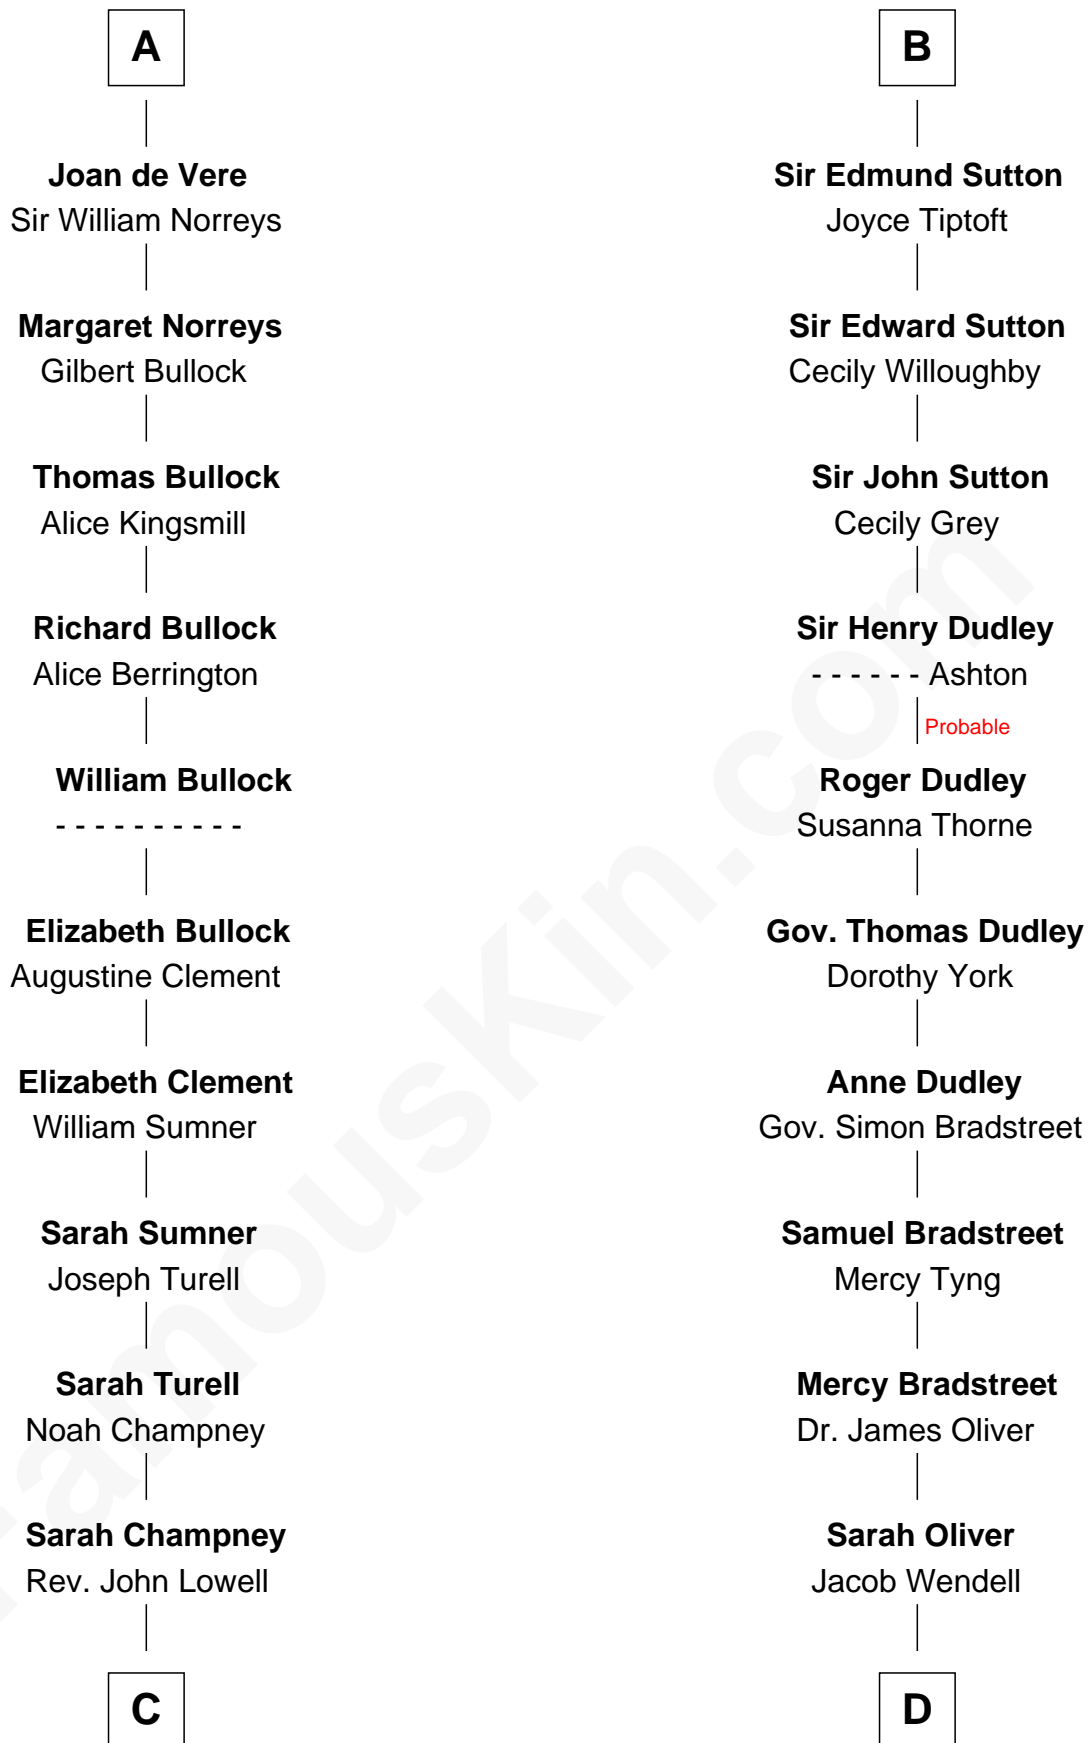 A
Joan de Vere
Sir William Norreys
Margaret Norreys
Gilbert Bullock
Thomas Bullock
Alice Kingsmill
Richard Bullock
Alice Berrington
William Bullock
- - - - - - - - - -
Elizabeth Bullock
Augustine Clement
Elizabeth Clement
William Sumner
Sarah Sumner
Joseph Turell
Sarah Turell
Noah Champney
Sarah Champney
Rev. John Lowell
C
B
Sir Edmund Sutton
Joyce Tiptoft
Sir Edward Sutton
Cecily Willoughby
Sir John Sutton
Cecily Grey
Sir Henry Dudley
- - - - - - Ashton
Probable
Roger Dudley
Susanna Thorne
Gov. Thomas Dudley
Dorothy York
Anne Dudley
Gov. Simon Bradstreet
Samuel Bradstreet
Mercy Tyng
Mercy Bradstreet
Dr. James Oliver
Sarah Oliver
Jacob Wendell
D
FamousKin.com